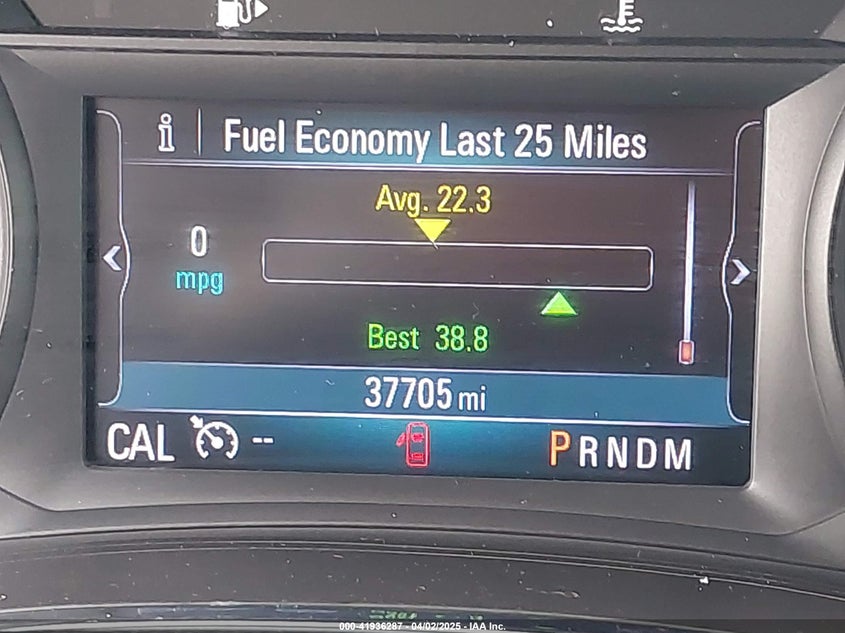 i | Fuel Economy Last 25 Miles
Avg. 22.3
0
mpg
Best 38.8
37705 mi
CAL -- PRNDM
000-41936287 - 04/02/2025 - IAA Inc.